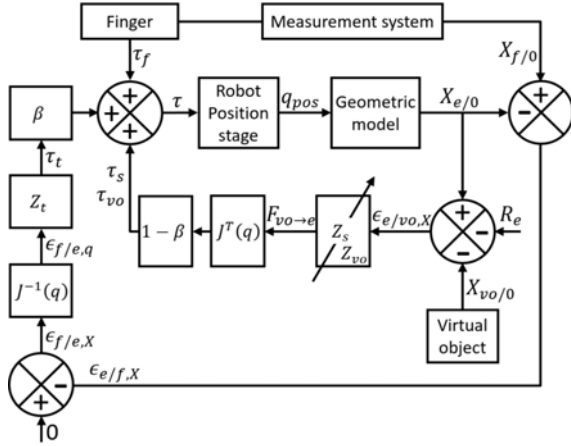 Finger
Measurement system
τ_f
X_{f/0}
β
+
+
+
τ
Robot
Position
stage
q_{pos}
Geometric
model
X_{e/0}
+
-
τ_t
τ_s
τ_{vo}
Z_t
1 − β
J^T(q)
F_{vo→e}
Z_s
Z_{vo}
ϵ_{e/vo,X}
+
-
-
R_e
ϵ_{f/e,q}
J^{-1}(q)
X_{vo/0}
Virtual
object
ϵ_{f/e,X}
-
+
ϵ_{e/f,X}
0